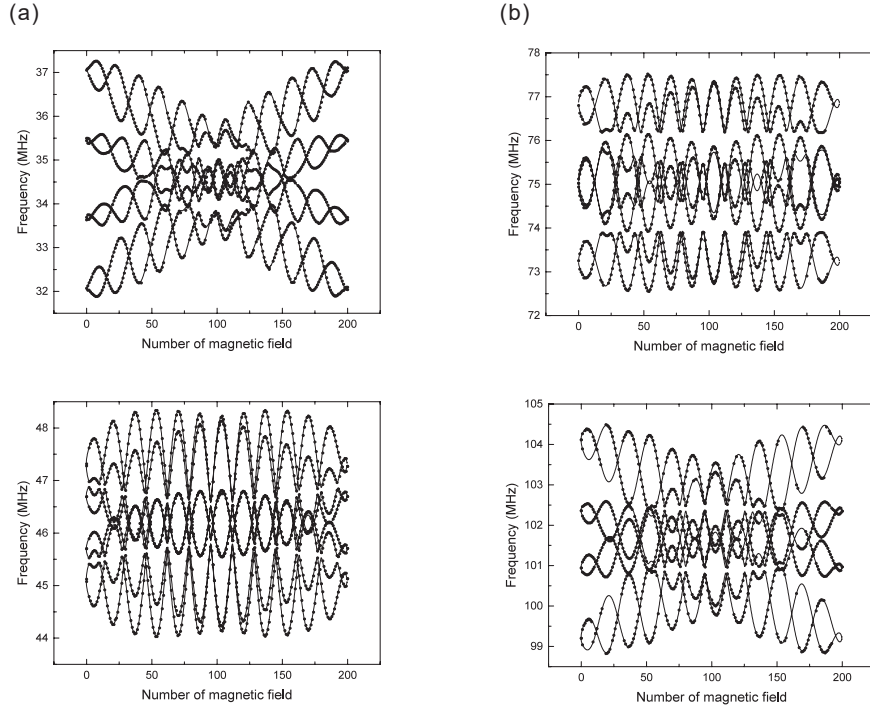 (a)
37
36
35
34
33
32
Frequency (MHz)
0 50 100 150 200
Number of magnetic field
(b)
78
77
76
75
74
73
72
Frequency (MHz)
0 50 100 150 200
Number of magnetic field
48
47
46
45
44
Frequency (MHz)
0 50 100 150 200
Number of magnetic field
105
104
103
102
101
100
99
Frequency (MHz)
0 50 100 150 200
Number of magnetic field